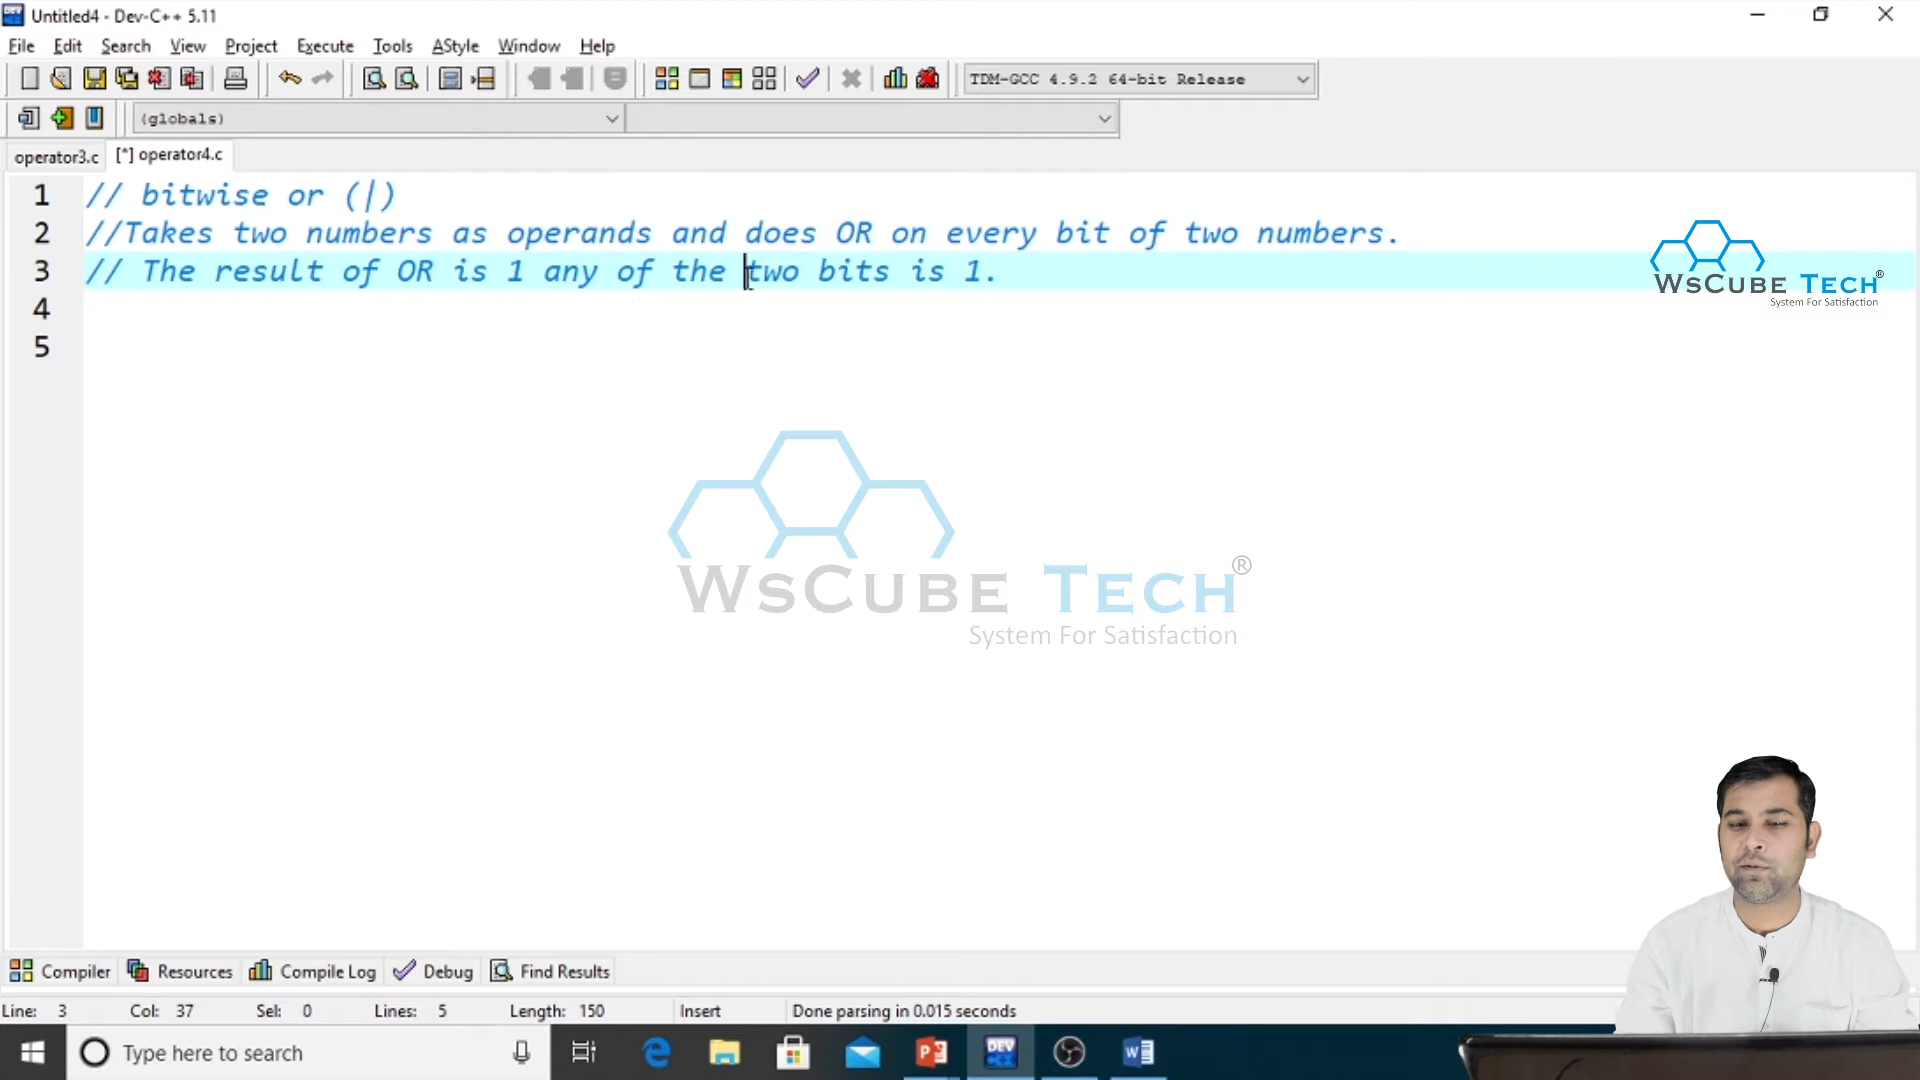 Untitled4 - Dev-C++ 5.11
File Edit Search View Project Execute Tools AStyle Window Help
TDM-GCC 4.9.2 64-bit Release
(globals)
operator3.c [*] operator4.c
1 // bitwise or (|)
2 //Takes two numbers as operands and does OR on every bit of two numbers.
3 // The result of OR is 1 any of the two bits is 1.
4
5
WsCube Tech®
System For Satisfaction
WsCube Tech®
System For Satisfaction
Compiler Resources Compile Log Debug Find Results
Line: 3 Col: 37 Sel: 0 Lines: 5 Length: 150 Insert Done parsing in 0.015 seconds
Type here to search